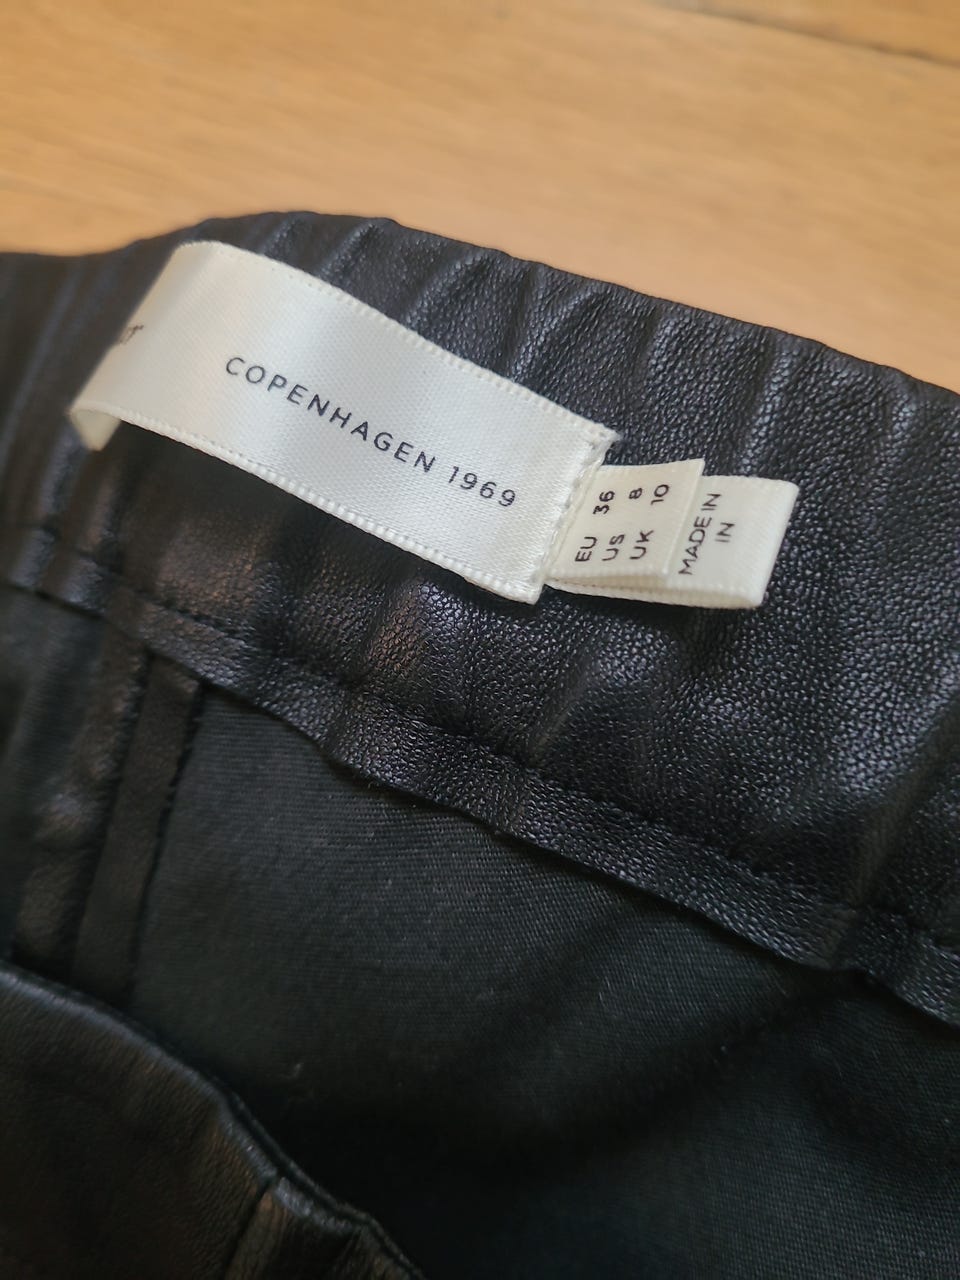 COPENHAGEN 1969
EU 36
US 8
UK 10
MADE IN
IN